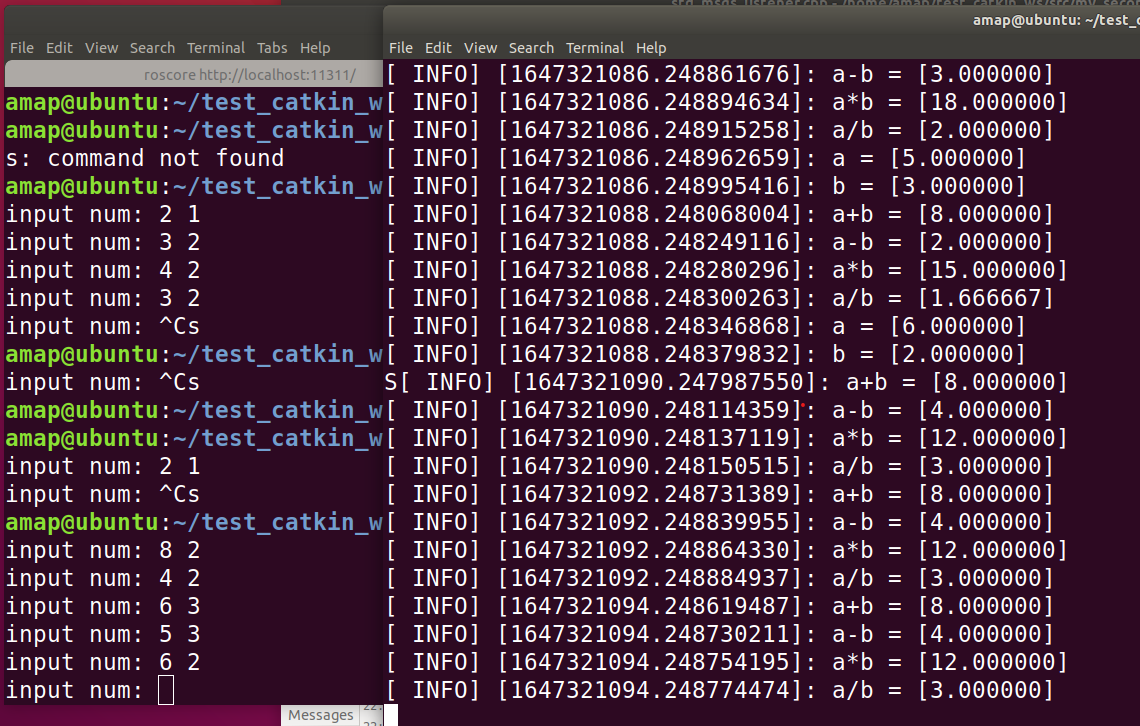 std_msgs_listener.cpp - /home/amap/test_catkin_ws/src/my_secon
amap@ubuntu: ~/test_c
File Edit View Search Terminal Tabs Help
roscore http://localhost:11311/
amap@ubuntu:~/test_catkin_w
amap@ubuntu:~/test_catkin_w
s: command not found
amap@ubuntu:~/test_catkin_w
input num: 2 1
input num: 3 2
input num: 4 2
input num: 3 2
input num: ^Cs
amap@ubuntu:~/test_catkin_w
input num: ^Cs
amap@ubuntu:~/test_catkin_w
amap@ubuntu:~/test_catkin_w
input num: 2 1
input num: ^Cs
amap@ubuntu:~/test_catkin_w
input num: 8 2
input num: 4 2
input num: 6 3
input num: 5 3
input num: 6 2
input num:
File Edit View Search Terminal Help
[ INFO] [1647321086.248861676]: a-b = [3.000000]
[ INFO] [1647321086.248894634]: a*b = [18.000000]
[ INFO] [1647321086.248915258]: a/b = [2.000000]
[ INFO] [1647321086.248962659]: a = [5.000000]
[ INFO] [1647321086.248995416]: b = [3.000000]
[ INFO] [1647321088.248068004]: a+b = [8.000000]
[ INFO] [1647321088.248249116]: a-b = [2.000000]
[ INFO] [1647321088.248280296]: a*b = [15.000000]
[ INFO] [1647321088.248300263]: a/b = [1.666667]
[ INFO] [1647321088.248346868]: a = [6.000000]
[ INFO] [1647321088.248379832]: b = [2.000000]
S[ INFO] [1647321090.247987550]: a+b = [8.000000]
[ INFO] [1647321090.248114359]: a-b = [4.000000]
[ INFO] [1647321090.248137119]: a*b = [12.000000]
[ INFO] [1647321090.248150515]: a/b = [3.000000]
[ INFO] [1647321092.248731389]: a+b = [8.000000]
[ INFO] [1647321092.248839955]: a-b = [4.000000]
[ INFO] [1647321092.248864330]: a*b = [12.000000]
[ INFO] [1647321092.248884937]: a/b = [3.000000]
[ INFO] [1647321094.248619487]: a+b = [8.000000]
[ INFO] [1647321094.248730211]: a-b = [4.000000]
[ INFO] [1647321094.248754195]: a*b = [12.000000]
[ INFO] [1647321094.248774474]: a/b = [3.000000]
Messages